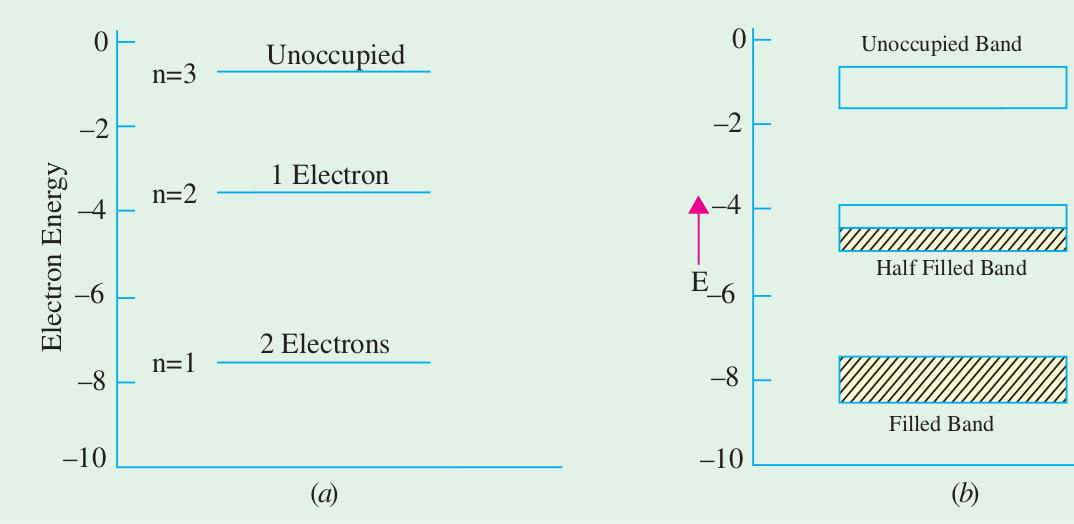 0
Unoccupied
n=3
–2
1 Electron
n=2
–4
Electron Energy
–6
2 Electrons
n=1
–8
–10
(a)
0
Unoccupied Band
–2
–4
Half Filled Band
E
–6
–8
Filled Band
–10
(b)